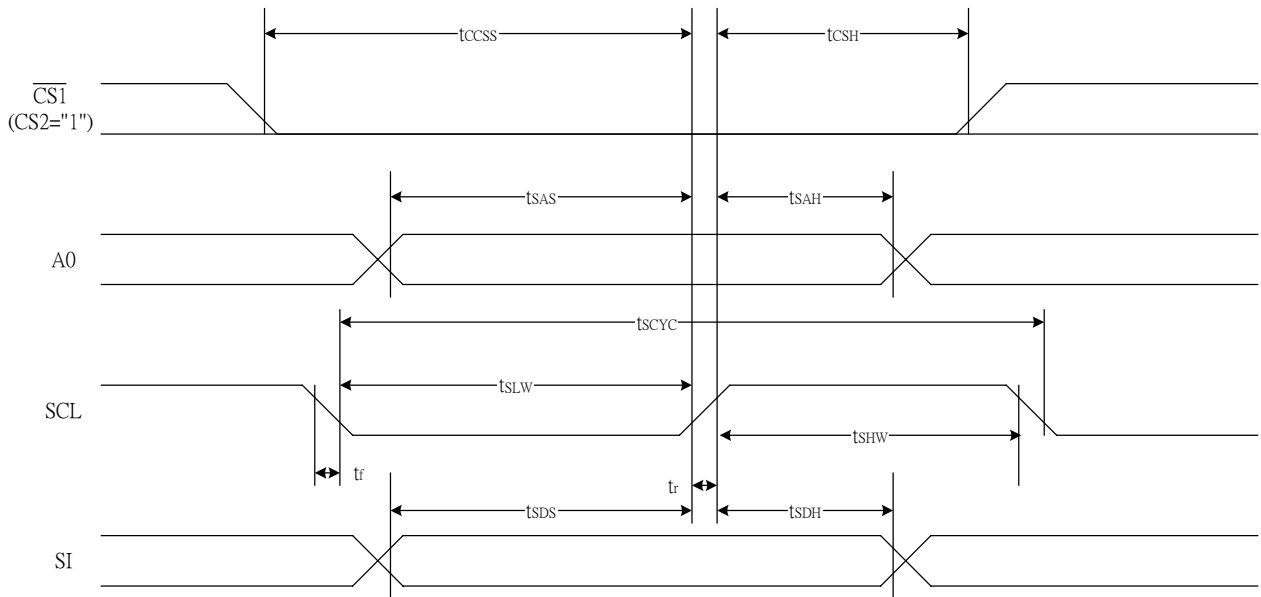 tCCSS
tCSH
CS1
(CS2="1")
tSAS
tSAH
A0
tSCYC
tSLW
SCL
tSHW
tf
tr
tSDS
tSDH
SI